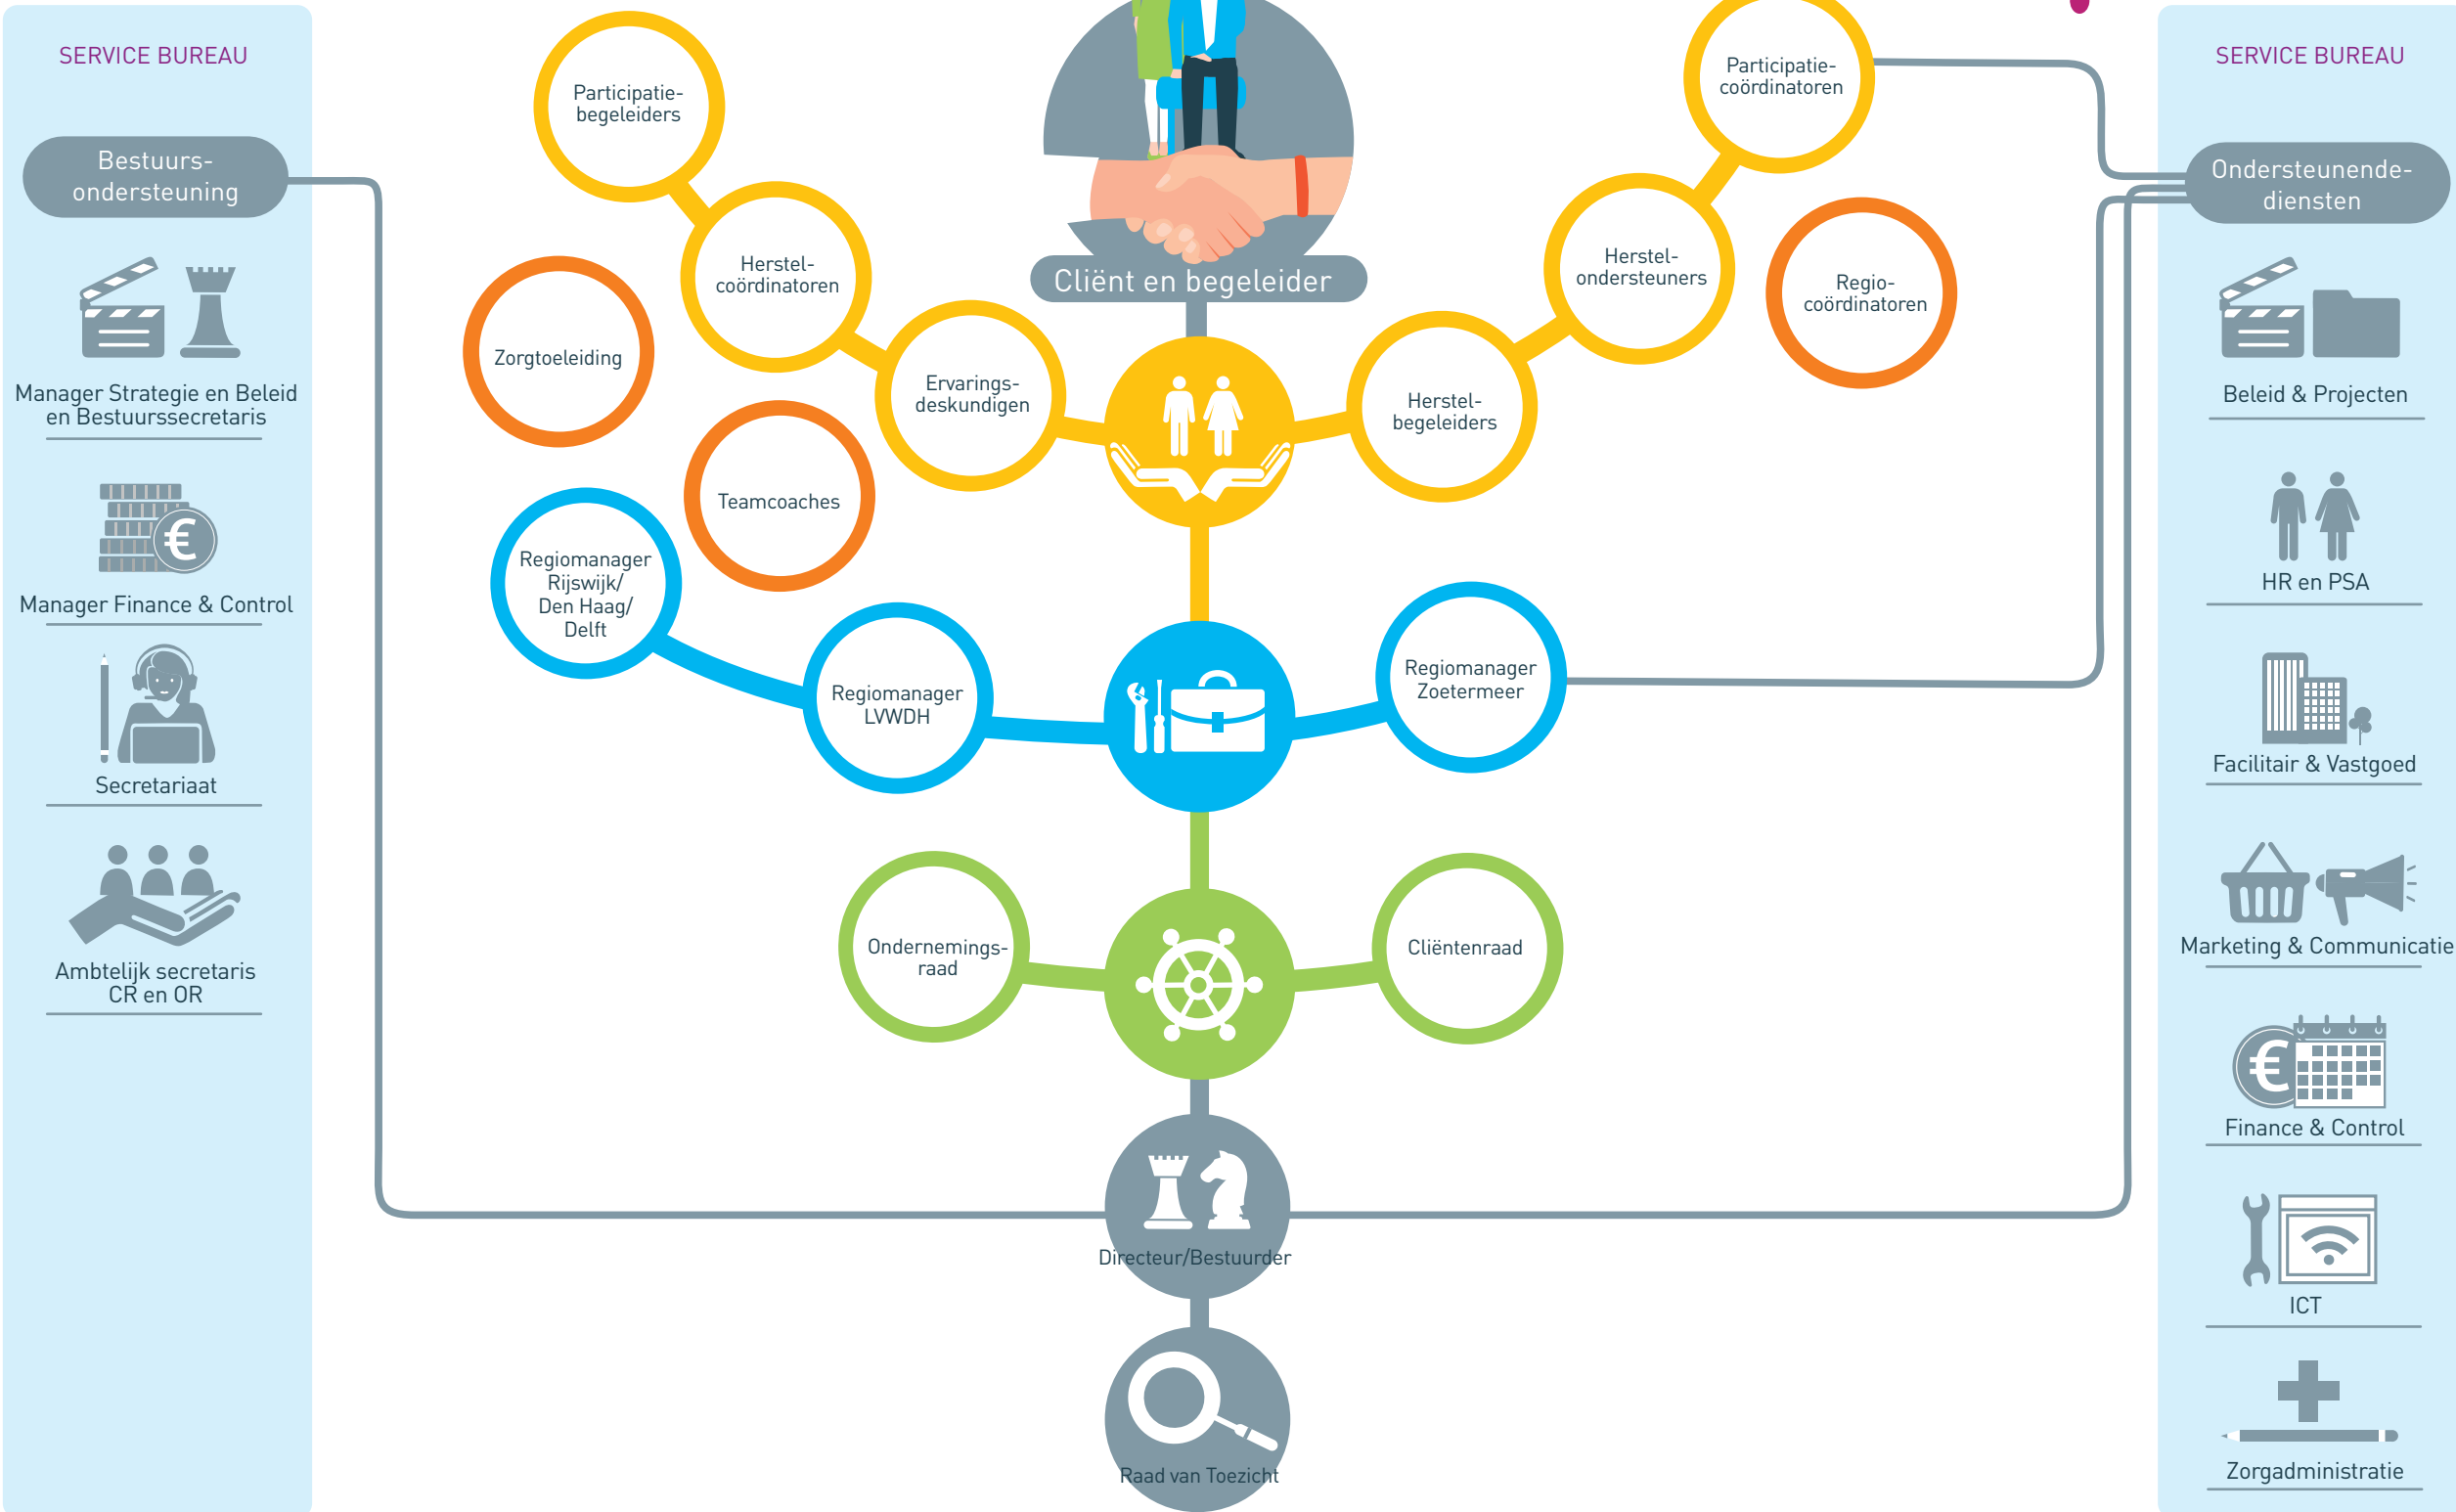 SERVICE BUREAU
Bestuurs-
ondersteuning
Manager Strategie en Beleid
en Bestuurssecretaris
Manager Finance & Control
Secretariaat
Ambtelijk secretaris
CR en OR
Participatie-
begeleiders
Herstel-
coördinatoren
Zorgtoeleiding
Ervarings-
deskundigen
Teamcoaches
Cliënt en begeleider
Participatie-
coördinatoren
Herstel-
ondersteuners
Regio-
coördinatoren
Herstel-
begeleiders
Regiomanager
Rijswijk/
Den Haag/
Delft
Regiomanager
LVWDH
Regiomanager
Zoetermeer
Ondernemings-
raad
Cliëntenraad
Directeur/Bestuurder
Raad van Toezicht
SERVICE BUREAU
Ondersteunende-
diensten
Beleid & Projecten
HR en PSA
Facilitair & Vastgoed
Marketing & Communicatie
Finance & Control
ICT
Zorgadministratie